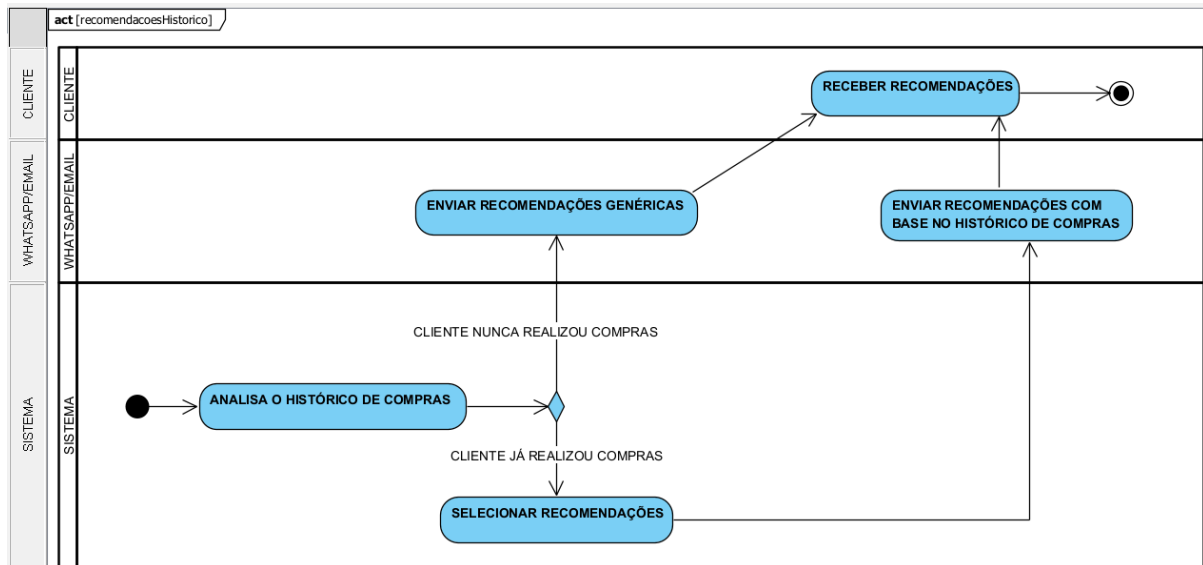 act [recomendacoesHistorico]
CLIENTE
CLIENTE
RECEBER RECOMENDAÇÕES
WHATSAPP/EMAIL
WHATSAPP/EMAIL
ENVIAR RECOMENDAÇÕES GENÉRICAS
ENVIAR RECOMENDAÇÕES COM
BASE NO HISTÓRICO DE COMPRAS
SISTEMA
SISTEMA
CLIENTE NUNCA REALIZOU COMPRAS
ANALISA O HISTÓRICO DE COMPRAS
CLIENTE JÁ REALIZOU COMPRAS
SELECIONAR RECOMENDAÇÕES